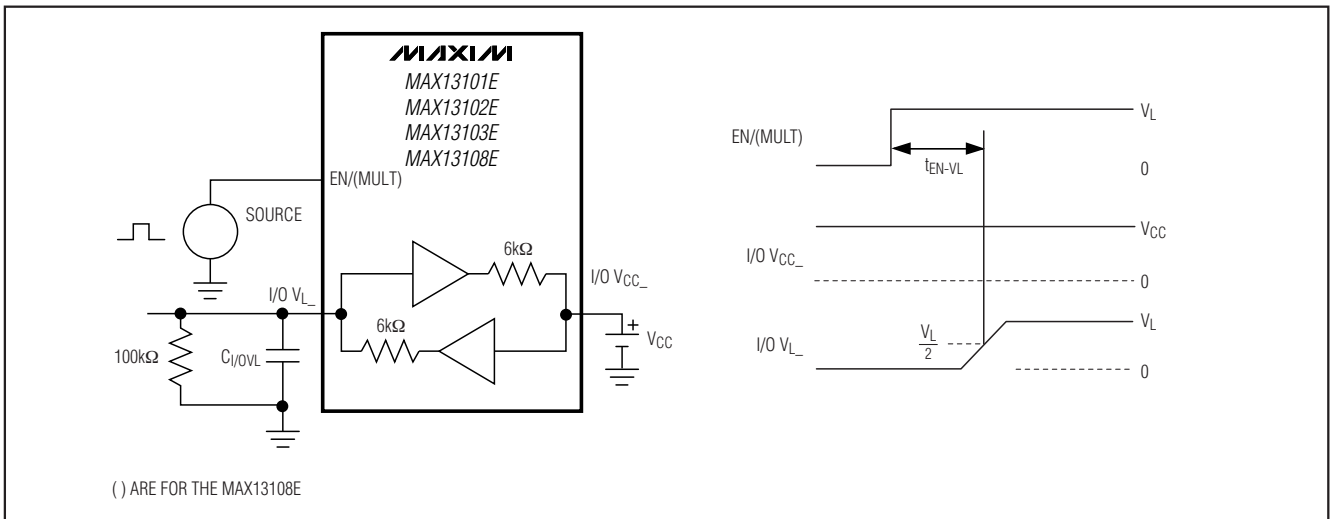 MAXIM
MAX13101E
MAX13102E
MAX13103E
MAX13108E
EN/(MULT)
SOURCE
6kΩ
I/O VCC_
I/O VL_
6kΩ
+
VCC
100kΩ
CI/OVL
( ) ARE FOR THE MAX13108E
EN/(MULT)
VL
tEN-VL
0
VCC
I/O VCC_
0
VL
I/O VL_
VL
2
0